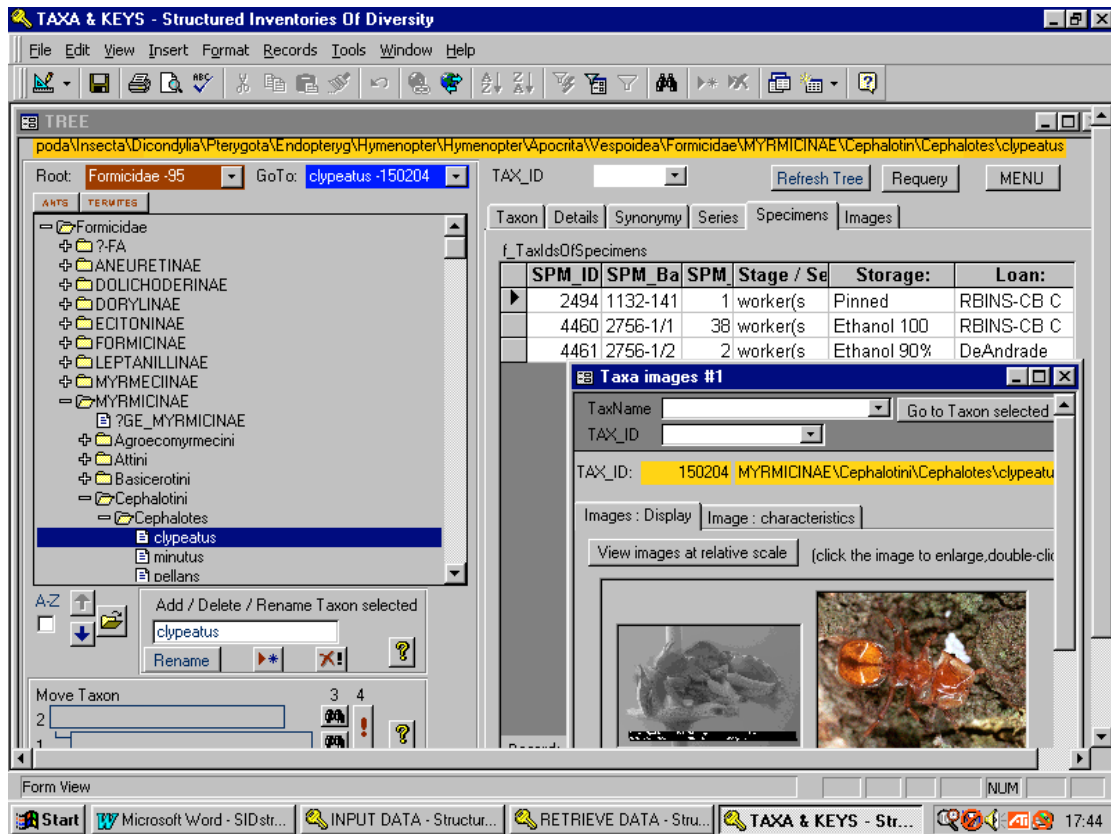 TAXA & KEYS - Structured Inventories Of Diversity
File Edit View Insert Format Records Tools Window Help
TREE
poda\Insecta\Dicondylia\Pterygota\Endopteryg\Hymenopter\Hymenopter\Apocrita\Vespoidea\Formicidae\MYRMICINAE\Cephalotin\Cephalotes\clypeatus
Root: Formicidae -95 GoTo: clypeatus -150204 TAX_ID Refresh Tree Requery MENU
ANTS TERMITES
Taxon Details Synonymy Series Specimens Images
Formicidae
?-FA
ANEURETINAE
DOLICHODERINAE
DORYLINAE
ECITONINAE
FORMICINAE
LEPTANILLINAE
MYRMECIINAE
MYRMICINAE
?GE_MYRMICINAE
Agroecomyrmecini
Attini
Basicerotini
Cephalotini
Cephalotes
clypeatus
minutus
pellans
f_TaxIdsOfSpecimens
SPM_ID SPM_Ba SPM_ Stage / Se Storage: Loan:
2494 1132-141 1 worker(s Pinned RBINS-CB C
4460 2756-1/1 38 worker(s Ethanol 100 RBINS-CB C
4461 2756-1/2 2 worker(s Ethanol 90% DeAndrade
Taxa images #1
TaxName Go to Taxon selected
TAX_ID
TAX_ID: 150204 MYRMICINAE\Cephalotini\Cephalotes\clypeatu
Images : Display Image : characteristics
View images at relative scale (click the image to enlarge,double-clic
A-Z
Add / Delete / Rename Taxon selected
clypeatus
Rename
Move Taxon 3 4
2
1
Form View NUM
Start Microsoft Word - SIDstr... INPUT DATA - Structur... RETRIEVE DATA - Stru... TAXA & KEYS - Str... 17:44